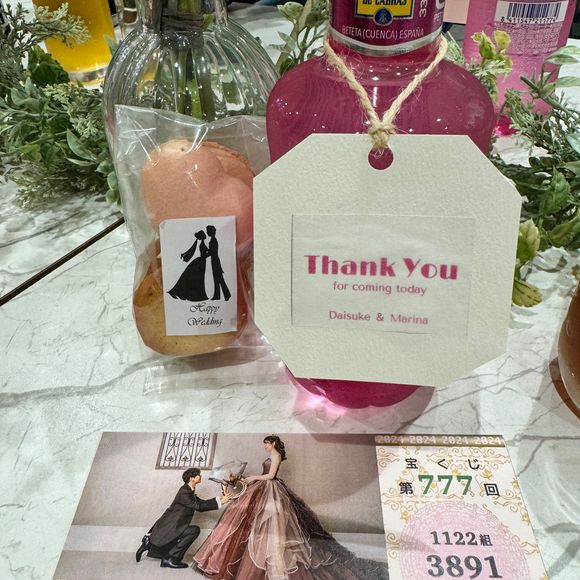 DE CABRAS
BETETA (CUENCA) ESPAÑA
33
Happy
Wedding
Thank You
for coming today
Daisuke & Marina
2024 2024 2024 2024
宝くじ
第777回
1122組
3891